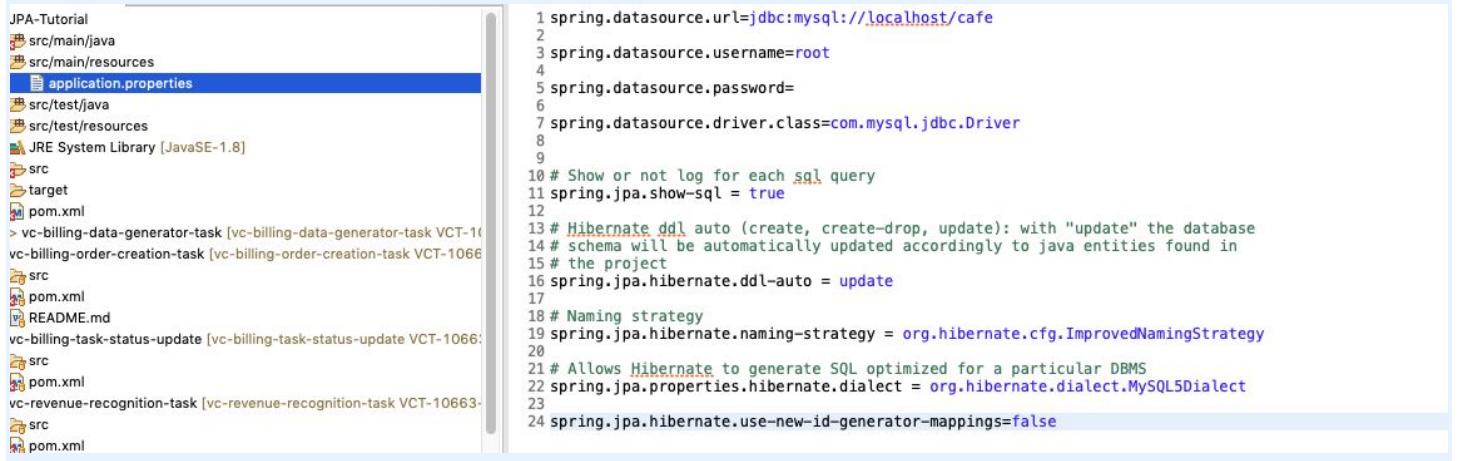 JPA-Tutorial
src/main/java
src/main/resources
application.properties
src/test/java
src/test/resources
JRE System Library [JavaSE-1.8]
src
target
pom.xml
> vc-billing-data-generator-task [vc-billing-data-generator-task VCT-10
vc-billing-order-creation-task [vc-billing-order-creation-task VCT-1066
src
pom.xml
README.md
vc-billing-task-status-update [vc-billing-task-status-update VCT-1066
src
pom.xml
vc-revenue-recognition-task [vc-revenue-recognition-task VCT-10663-
src
pom.xml
1 spring.datasource.url=jdbc:mysql://localhost/cafe
2
3 spring.datasource.username=root
4
5 spring.datasource.password=
6
7 spring.datasource.driver.class=com.mysql.jdbc.Driver
8
9
10 # Show or not log for each sql query
11 spring.jpa.show-sql = true
12
13 # Hibernate ddl auto (create, create-drop, update): with "update" the database
14 # schema will be automatically updated accordingly to java entities found in
15 # the project
16 spring.jpa.hibernate.ddl-auto = update
17
18 # Naming strategy
19 spring.jpa.hibernate.naming-strategy = org.hibernate.cfg.ImprovedNamingStrategy
20
21 # Allows Hibernate to generate SQL optimized for a particular DBMS
22 spring.jpa.properties.hibernate.dialect = org.hibernate.dialect.MySQL5Dialect
23
24 spring.jpa.hibernate.use-new-id-generator-mappings=false